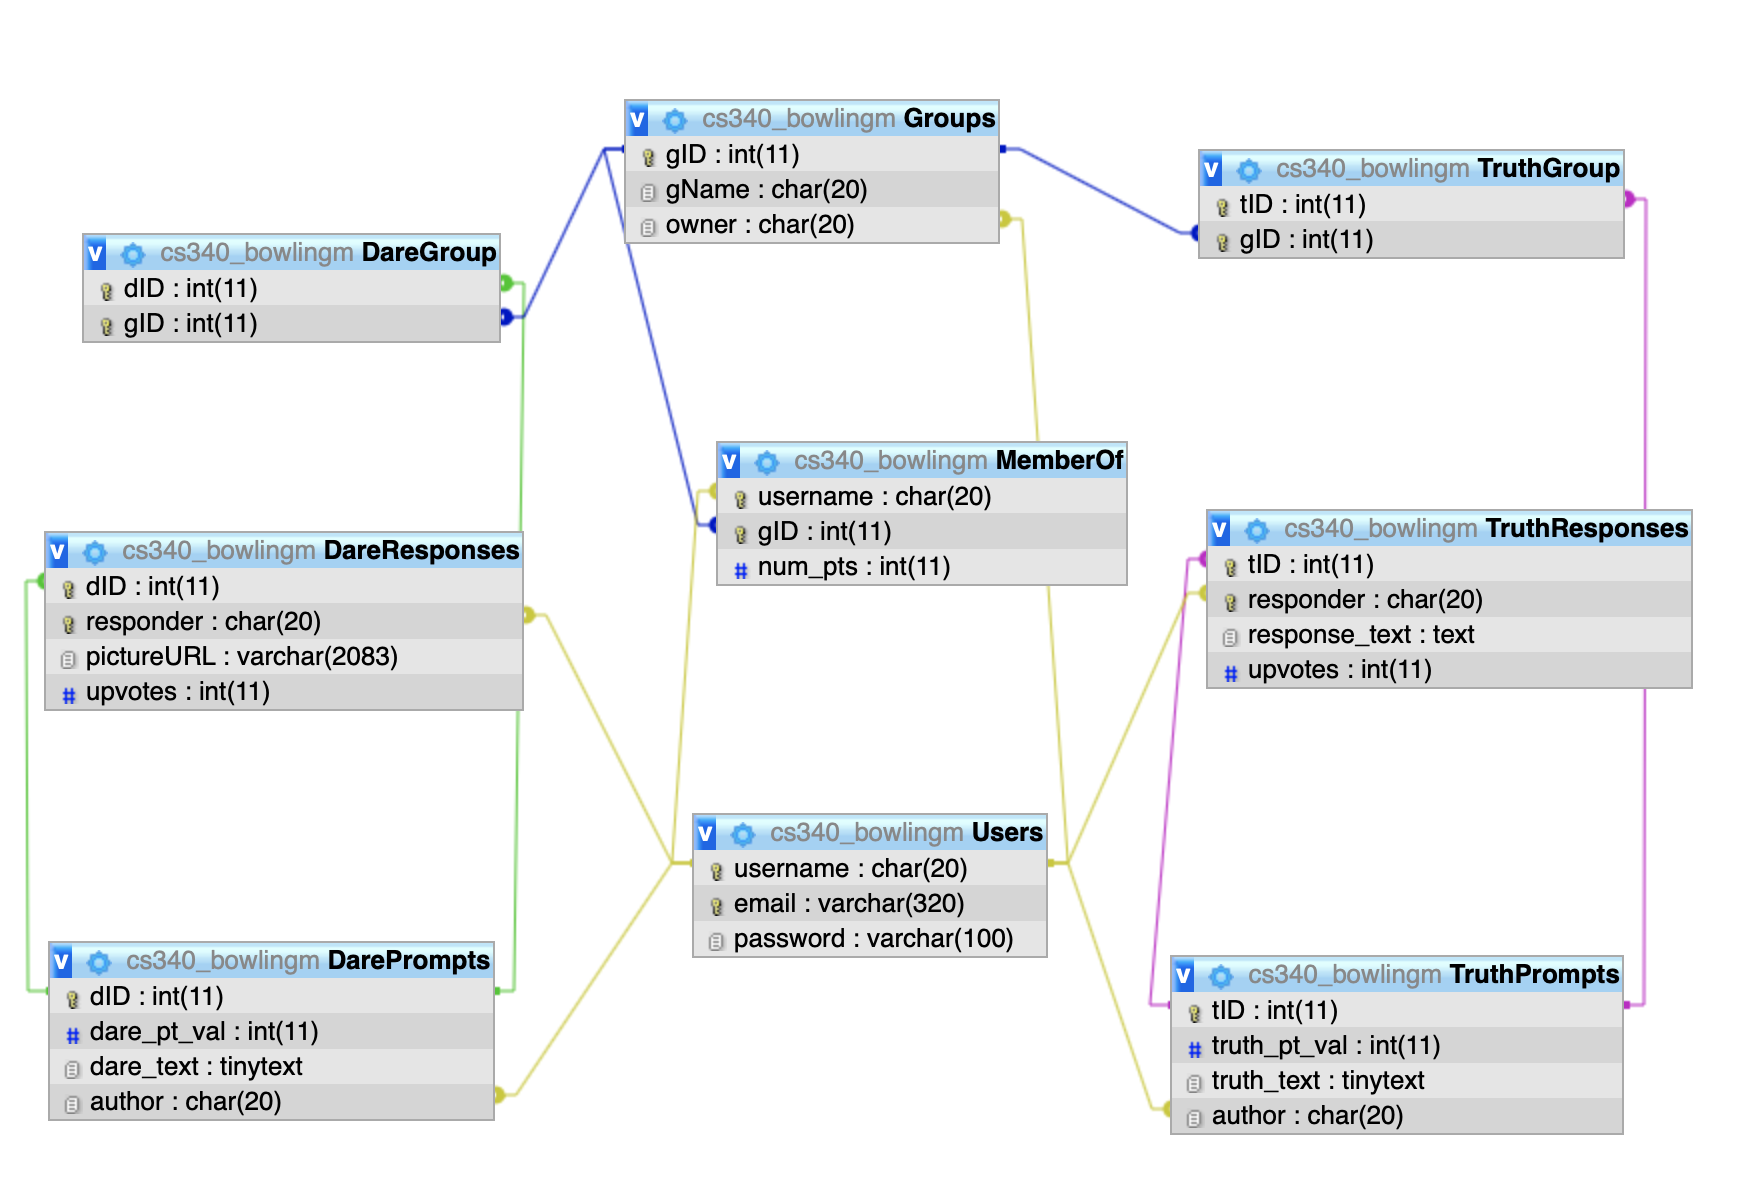 v cs340_bowlingm Groups
gID : int(11)
gName : char(20)
owner : char(20)
v cs340_bowlingm TruthGroup
tID : int(11)
gID : int(11)
v cs340_bowlingm DareGroup
dID : int(11)
gID : int(11)
v cs340_bowlingm MemberOf
username : char(20)
gID : int(11)
# num_pts : int(11)
v cs340_bowlingm DareResponses
dID : int(11)
responder : char(20)
pictureURL : varchar(2083)
# upvotes : int(11)
v cs340_bowlingm TruthResponses
tID : int(11)
responder : char(20)
response_text : text
# upvotes : int(11)
v cs340_bowlingm Users
username : char(20)
email : varchar(320)
password : varchar(100)
v cs340_bowlingm DarePrompts
dID : int(11)
# dare_pt_val : int(11)
dare_text : tinytext
author : char(20)
v cs340_bowlingm TruthPrompts
tID : int(11)
# truth_pt_val : int(11)
truth_text : tinytext
author : char(20)